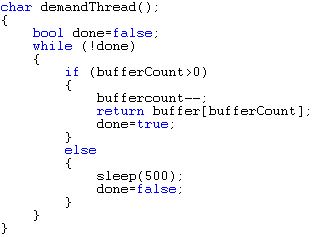 char demandThread();
{
bool done=false;
while (!done)
{
if (bufferCount>0)
{
buffercount--;
return buffer[bufferCount];
done=true;
}
else
{
sleep(500);
done=false;
}
}
}